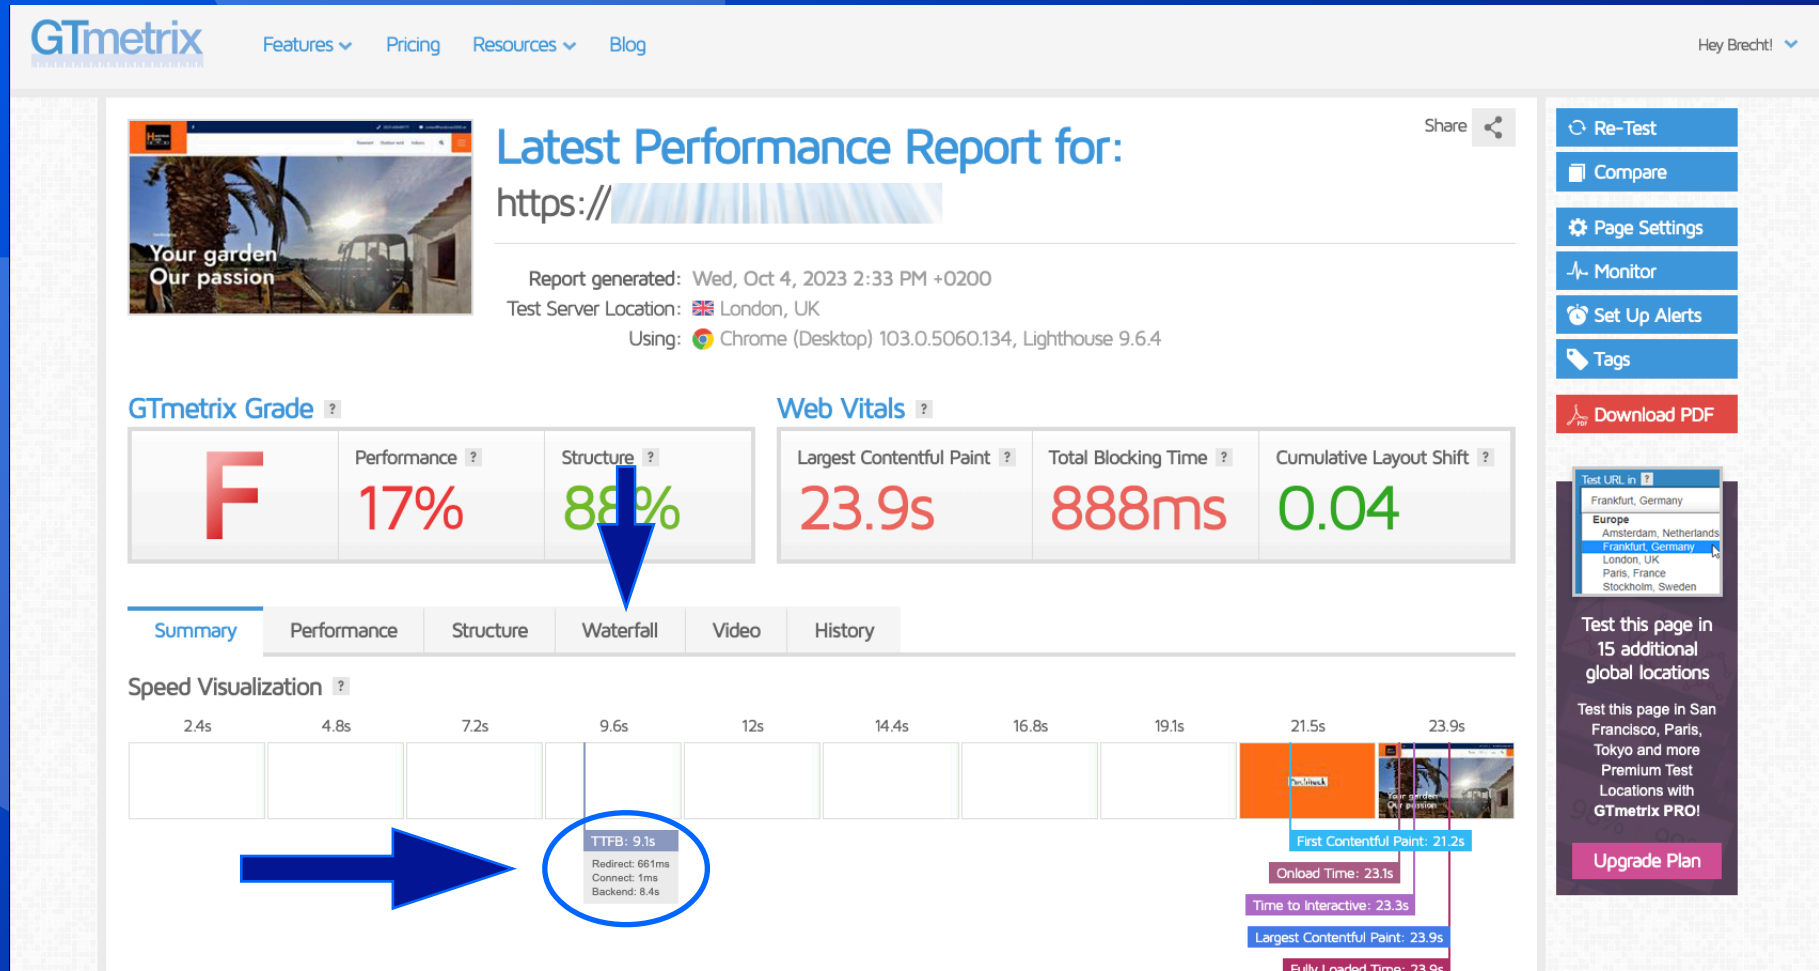 GTmetrix
Features Pricing Resources Blog
Hey Brecht!
Your garden
Our passion
Latest Performance Report for:
https://
Share
Report generated: Wed, Oct 4, 2023 2:33 PM +0200
Test Server Location: London, UK
Using: Chrome (Desktop) 103.0.5060.134, Lighthouse 9.6.4
Re-Test
Compare
Page Settings
Monitor
Set Up Alerts
Tags
Download PDF
GTmetrix Grade ?
F
Performance ?
17%
Structure ?
88%
Web Vitals ?
Largest Contentful Paint ?
23.9s
Total Blocking Time ?
888ms
Cumulative Layout Shift ?
0.04
Summary Performance Structure Waterfall Video History
Speed Visualization ?
2.4s 4.8s 7.2s 9.6s 12s 14.4s 16.8s 19.1s 21.5s 23.9s
Your garden
Our passion
TTFB: 9.1s
Redirect: 661ms
Connect: 1ms
Backend: 8.4s
First Contentful Paint: 21.2s
Onload Time: 23.1s
Time to Interactive: 23.3s
Largest Contentful Paint: 23.9s
Fully Loaded Time: 23.9s
Test URL in ?
Frankfurt, Germany
Europe
Amsterdam, Netherlands
Frankfurt, Germany
London, UK
Paris, France
Stockholm, Sweden
Test this page in
15 additional
global locations
Test this page in San
Francisco, Paris,
Tokyo and more
Premium Test
Locations with
GTmetrix PRO!
Upgrade Plan